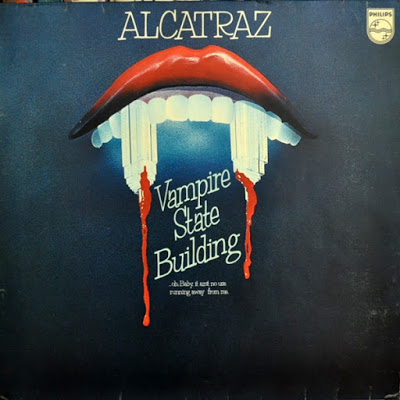 ALCATRAZ
PHILIPS
Vampire
State
Building
..oh, Baby, it aint no use
running away from me.